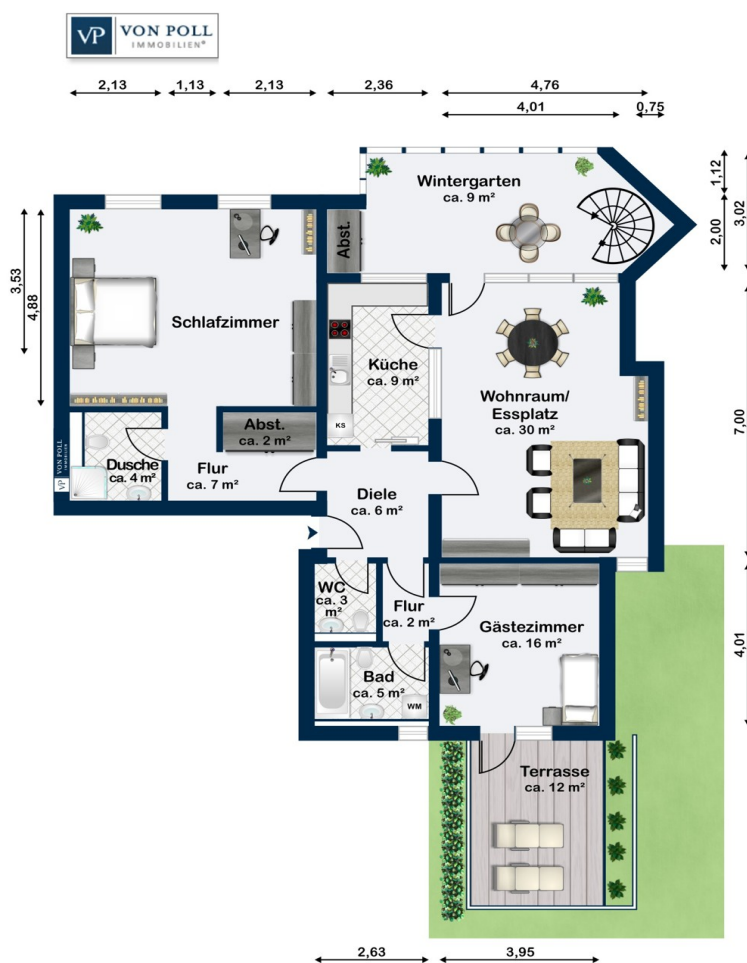 VP VON POLL
IMMOBILIEN®
2,13 1,13 2,13 2,36 4,76
4,01 0,75
Wintergarten
ca. 9 m²
Abst.
1,12
2,00
3,02
3,53
4,88
Schlafzimmer
Küche
ca. 9 m²
KS
Wohnraum/
Essplatz
ca. 30 m²
7,00
Abst.
ca. 2 m²
Dusche
ca. 4 m²
Flur
ca. 7 m²
VP VON POLL
IMMOBILIEN
Diele
ca. 6 m²
WC
ca. 3
m²
Flur
ca. 2 m²
Gästezimmer
ca. 16 m²
4,01
Bad
ca. 5 m²
WM
Terrasse
ca. 12 m²
2,63 3,95